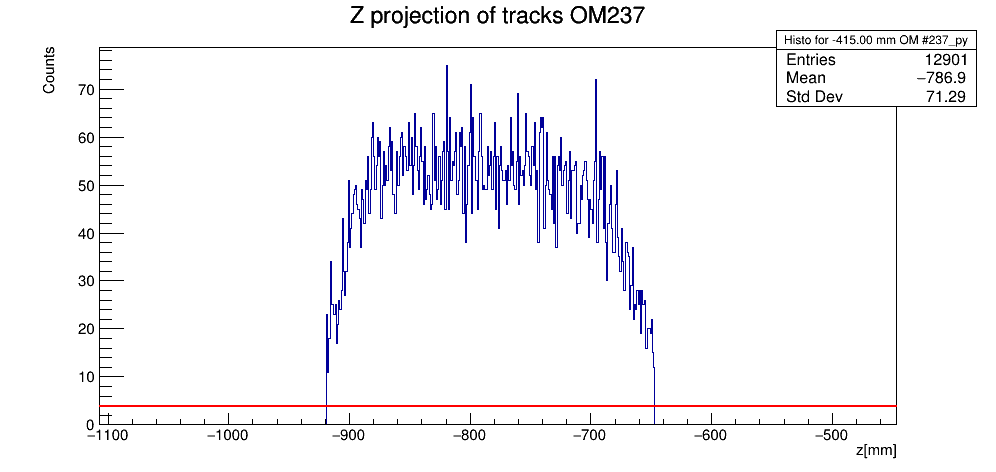 Z projection of tracks OM237
Histo for -415.00 mm OM #237_py
Entries 12901
Mean −786.9
Std Dev 71.29
Counts
70
60
50
40
30
20
10
0
−1100 −1000 −900 −800 −700 −600 −500
z[mm]